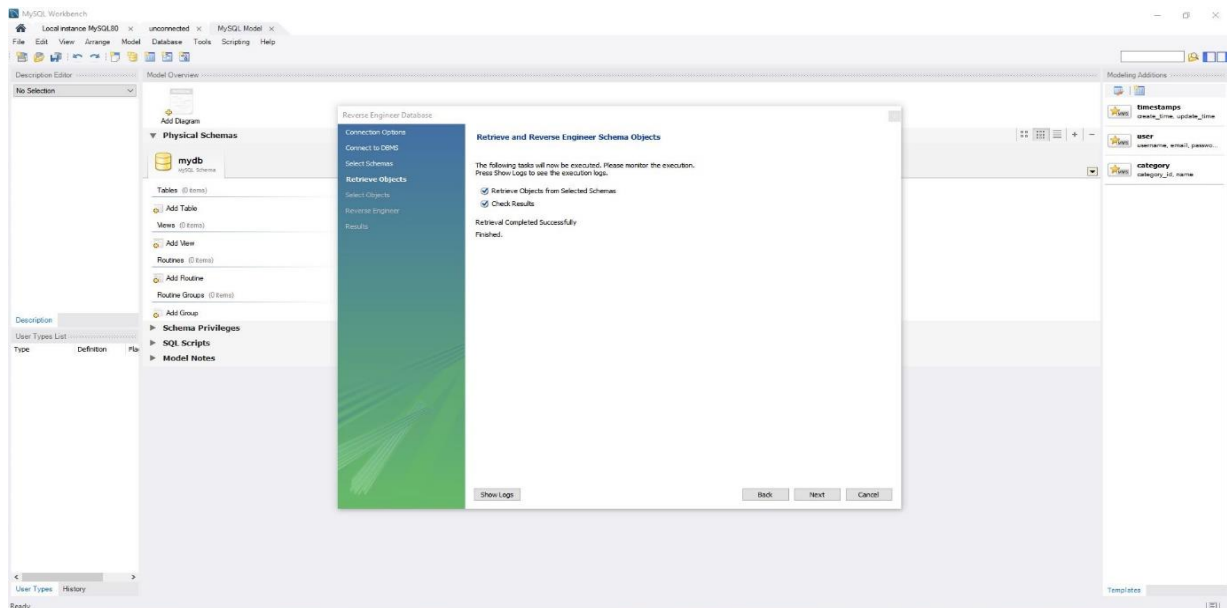 MySQL Workbench
Local instance MySQL80 × unconnected × MySQL Model ×
File Edit View Arrange Model Database Tools Scripting Help
Description Editor
No Selection
Description
User Types List
Type Definition Fla
User Types History
Ready
Model Overview
Add Diagram
Physical Schemas
mydb
MySQL Schema
Tables (0 items)
Add Table
Views (0 items)
Add View
Routines (0 items)
Add Routine
Routine Groups (0 items)
Add Group
Schema Privileges
SQL Scripts
Model Notes
Reverse Engineer Database
Connection Options
Connect to DBMS
Select Schemas
Retrieve Objects
Select Objects
Reverse Engineer
Results
Retrieve and Reverse Engineer Schema Objects
The following tasks will now be executed. Please monitor the execution.
Press Show Logs to see the execution logs.
Retrieve Objects from Selected Schemas
Check Results
Retrieval Completed Successfully
Finished.
Show Logs Back Next Cancel
Modeling Additions
timestamps
create_time, update_time
user
username, email, passwo...
category
category_id, name
Templates